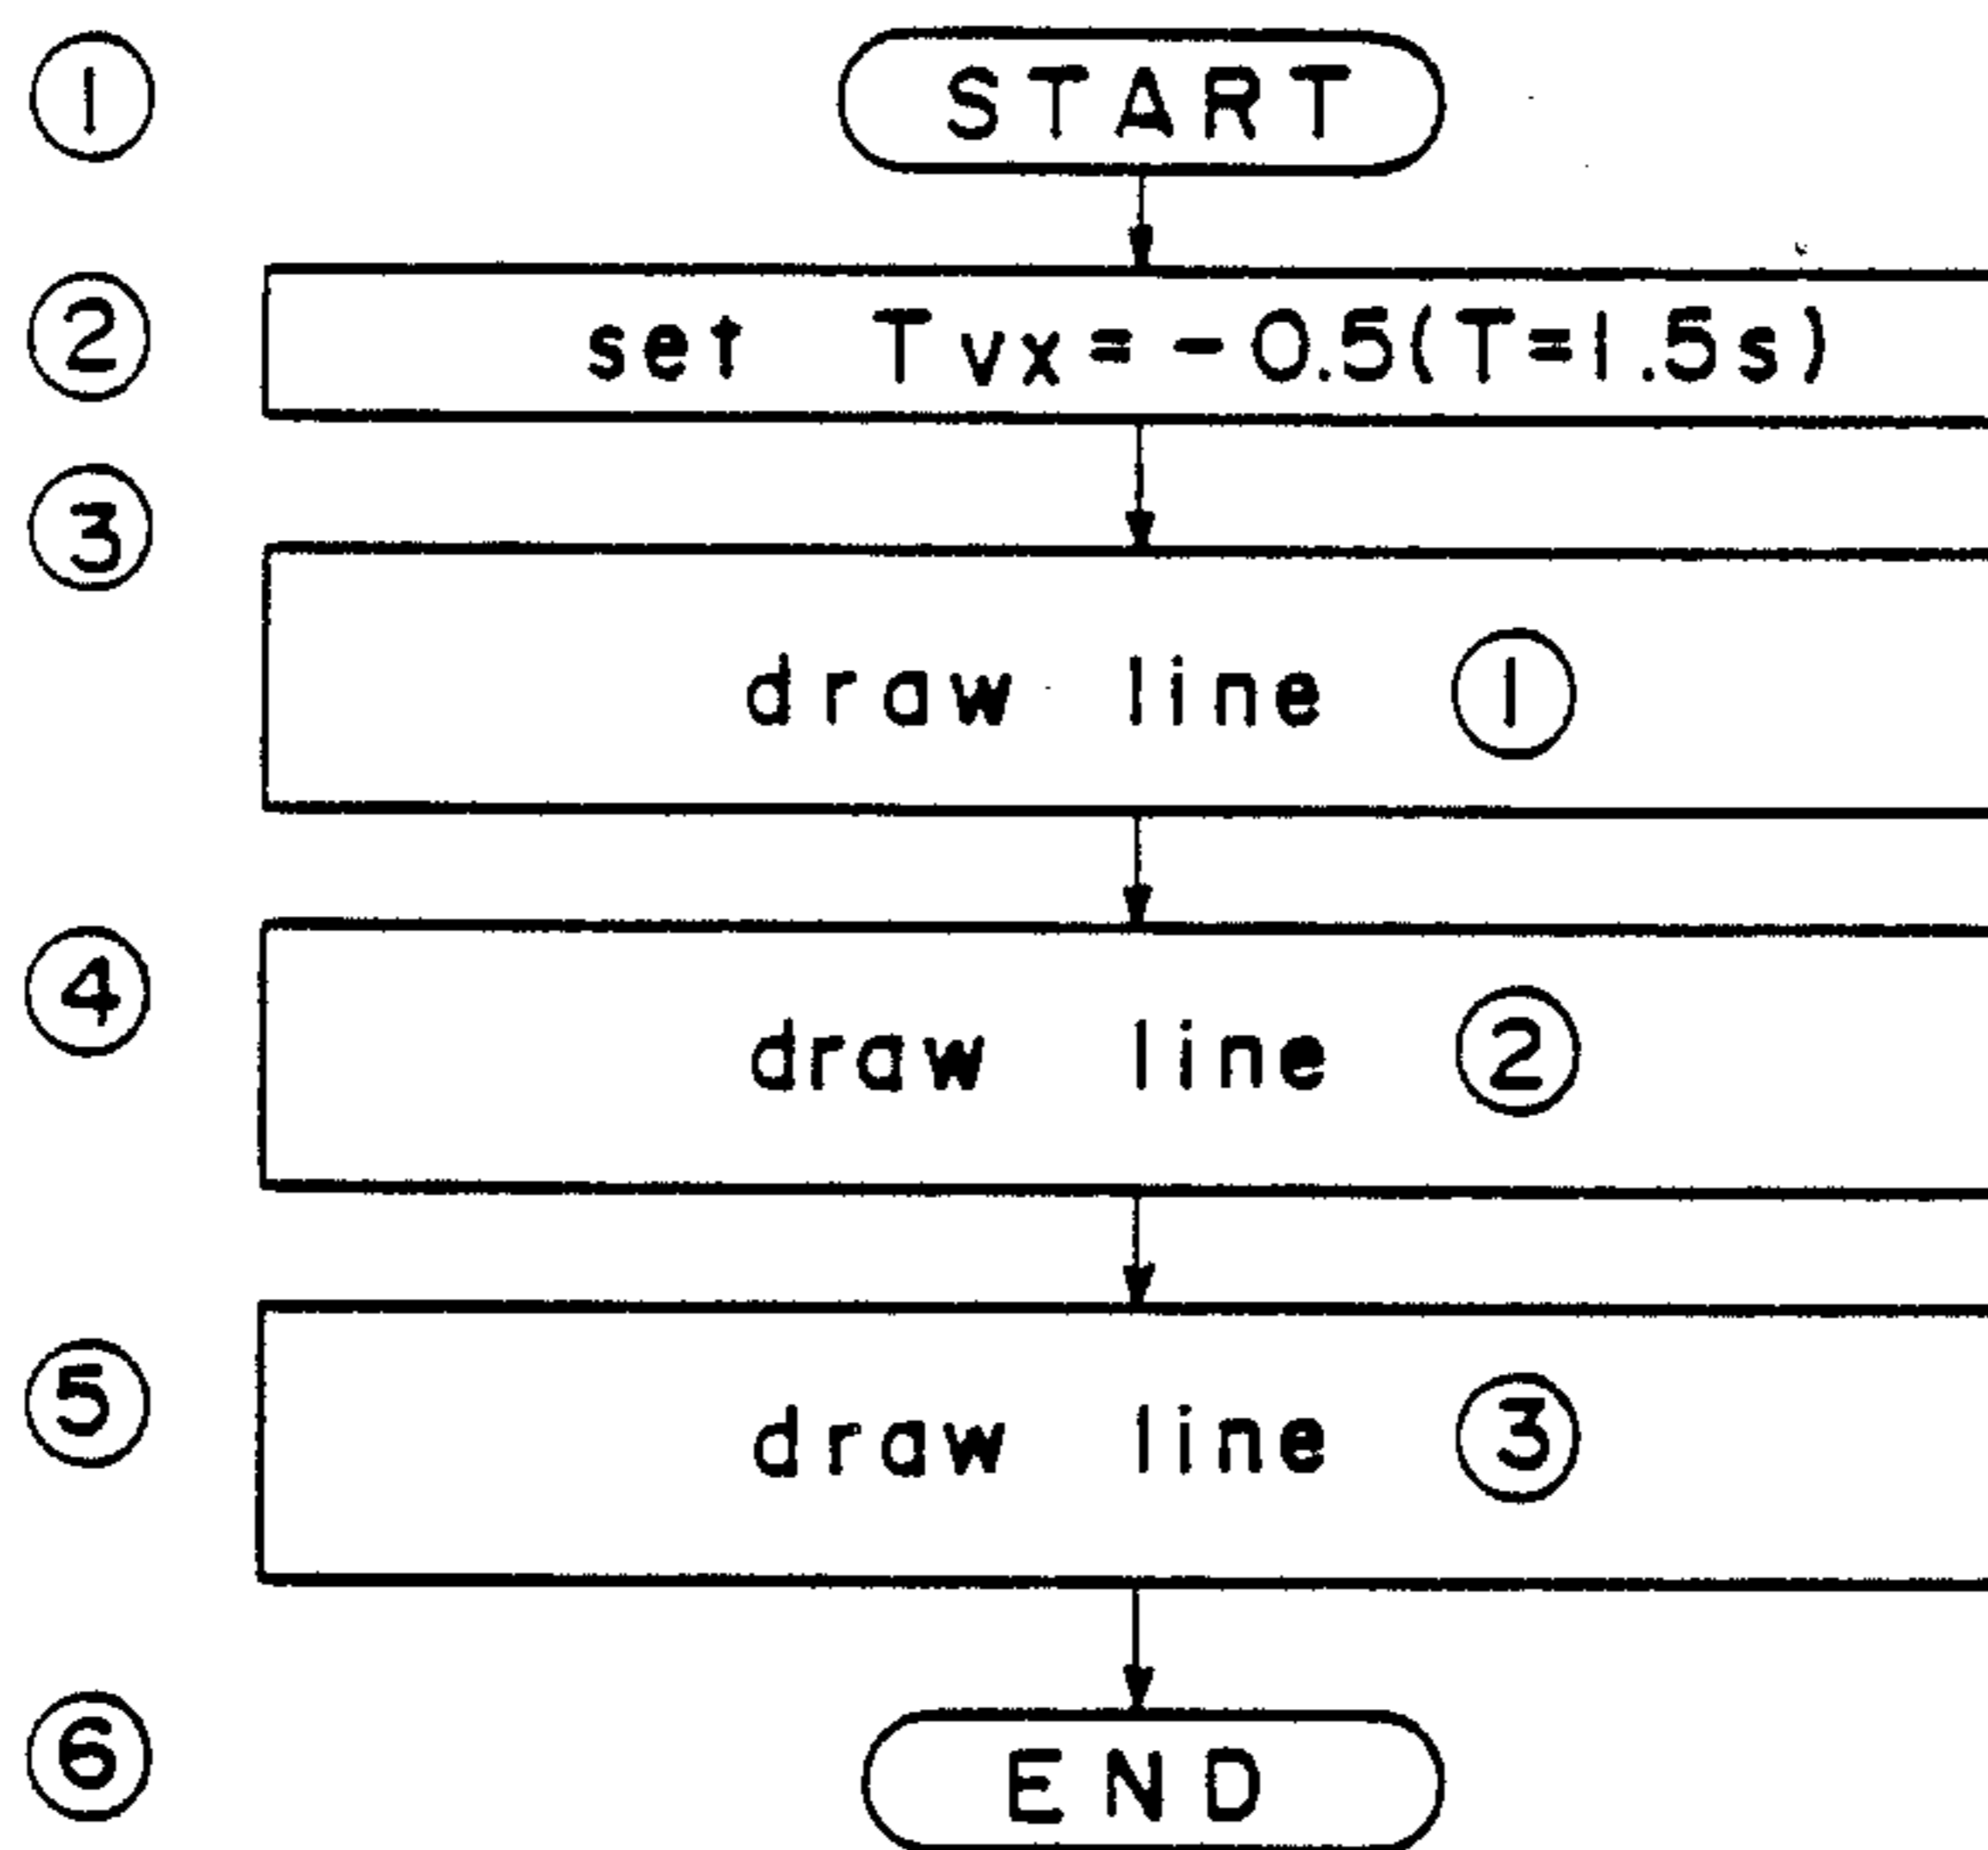 ① START
② set Tvx=-0.5(T=1.5s)
③
draw line ①
④
draw line ②
⑤
draw line ③
⑥ END